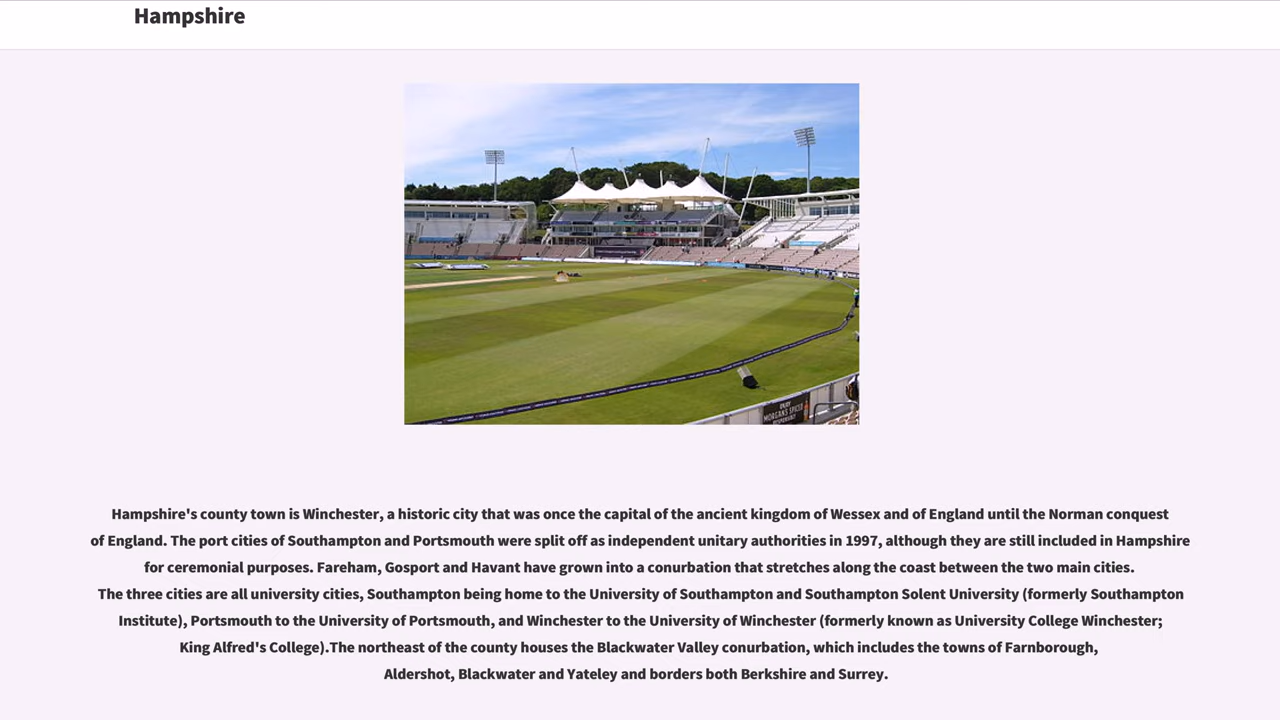 Hampshire
ENJOY
MORGANS SPICED
Hampshire's county town is Winchester, a historic city that was once the capital of the ancient kingdom of Wessex and of England until the Norman conquest
of England. The port cities of Southampton and Portsmouth were split off as independent unitary authorities in 1997, although they are still included in Hampshire
for ceremonial purposes. Fareham, Gosport and Havant have grown into a conurbation that stretches along the coast between the two main cities.
The three cities are all university cities, Southampton being home to the University of Southampton and Southampton Solent University (formerly Southampton
Institute), Portsmouth to the University of Portsmouth, and Winchester to the University of Winchester (formerly known as University College Winchester;
King Alfred's College).The northeast of the county houses the Blackwater Valley conurbation, which includes the towns of Farnborough,
Aldershot, Blackwater and Yateley and borders both Berkshire and Surrey.